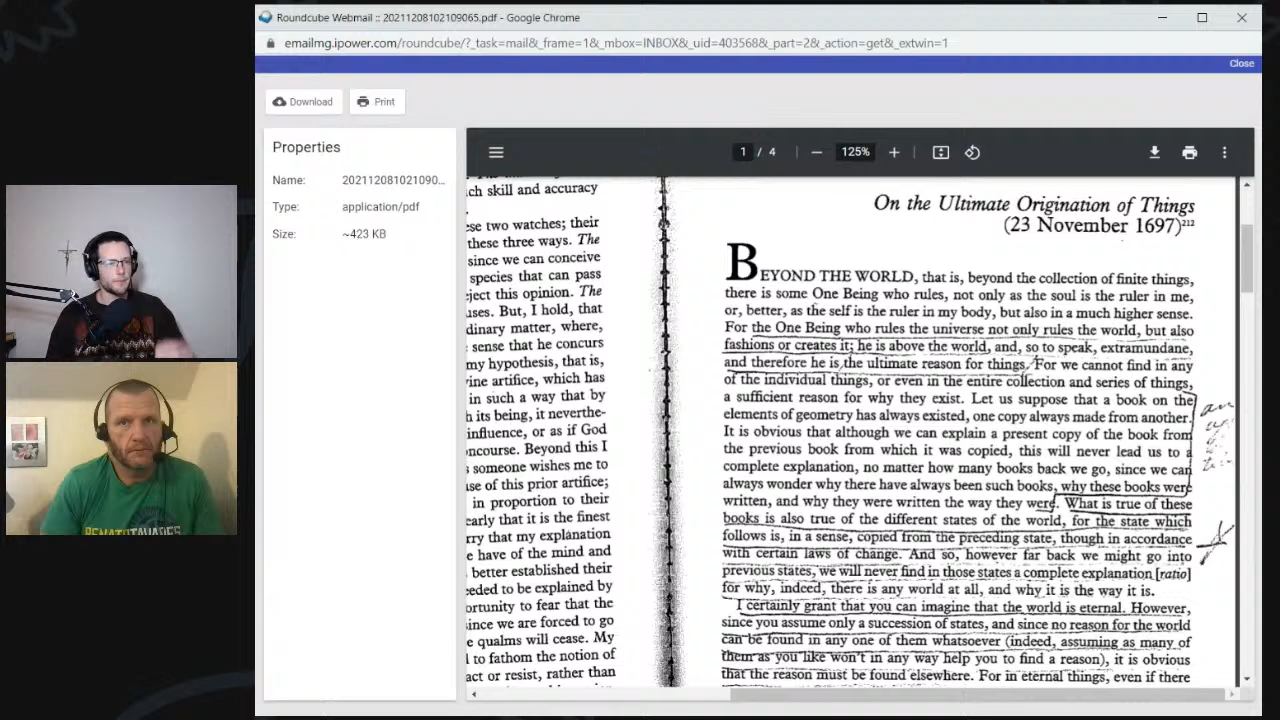 Roundcube Webmail :: 20211208102109065.pdf - Google Chrome
emailmg.ipower.com/roundcube/?_task=mail&_frame=1&_mbox=INBOX&_uid=403568&_part=2&_action=get&_extwin=1
Close
Download
Print
Properties
Name: 202112081021090...
Type: application/pdf
Size: ~423 KB
1 / 4
125%
ch skill and accuracy
se two watches; their
these three ways. The
since we can conceive
species that can pass
ject this opinion. The
uses. But, I hold, that
dinary matter, where,
sense that he concurs
my hypothesis, that is,
vine artifice, which has
in such a way that by
h its being, it neverthe-
influence, or as if God
ncourse. Beyond this I
someone wishes me to
use of this prior artifice;
in proportion to their
early that it is the finest
rry that my explanation
e have of the mind and
better established their
eeded to be explained by
ortunity to fear that the
ince we are forced to go
e qualms will cease. My
l to fathom the notion of
act or resist, rather than
On the Ultimate Origination of Things
(23 November 1697)212
BEYOND THE WORLD, that is, beyond the collection of finite things,
there is some One Being who rules, not only as the soul is the ruler in me,
or, better, as the self is the ruler in my body, but also in a much higher sense.
For the One Being who rules the universe not only rules the world, but also
fashions or creates it; he is above the world, and, so to speak, extramundane,
and therefore he is the ultimate reason for things. For we cannot find in any
of the individual things, or even in the entire collection and series of things,
a sufficient reason for why they exist. Let us suppose that a book on the
elements of geometry has always existed, one copy always made from another.
It is obvious that although we can explain a present copy of the book from
the previous book from which it was copied, this will never lead us to a
complete explanation, no matter how many books back we go, since we can
always wonder why there have always been such books, why these books were
written, and why they were written the way they were. What is true of these
books is also true of the different states of the world, for the state which
follows is, in a sense, copied from the preceding state, though in accordance
with certain laws of change. And so, however far back we might go into
previous states, we will never find in those states a complete explanation [ratio]
for why, indeed, there is any world at all, and why it is the way it is.
I certainly grant that you can imagine that the world is eternal. However,
since you assume only a succession of states, and since no reason for the world
can be found in any one of them whatsoever (indeed, assuming as many of
them as you like won't in any way help you to find a reason), it is obvious
that the reason must be found elsewhere. For in eternal things, even if there